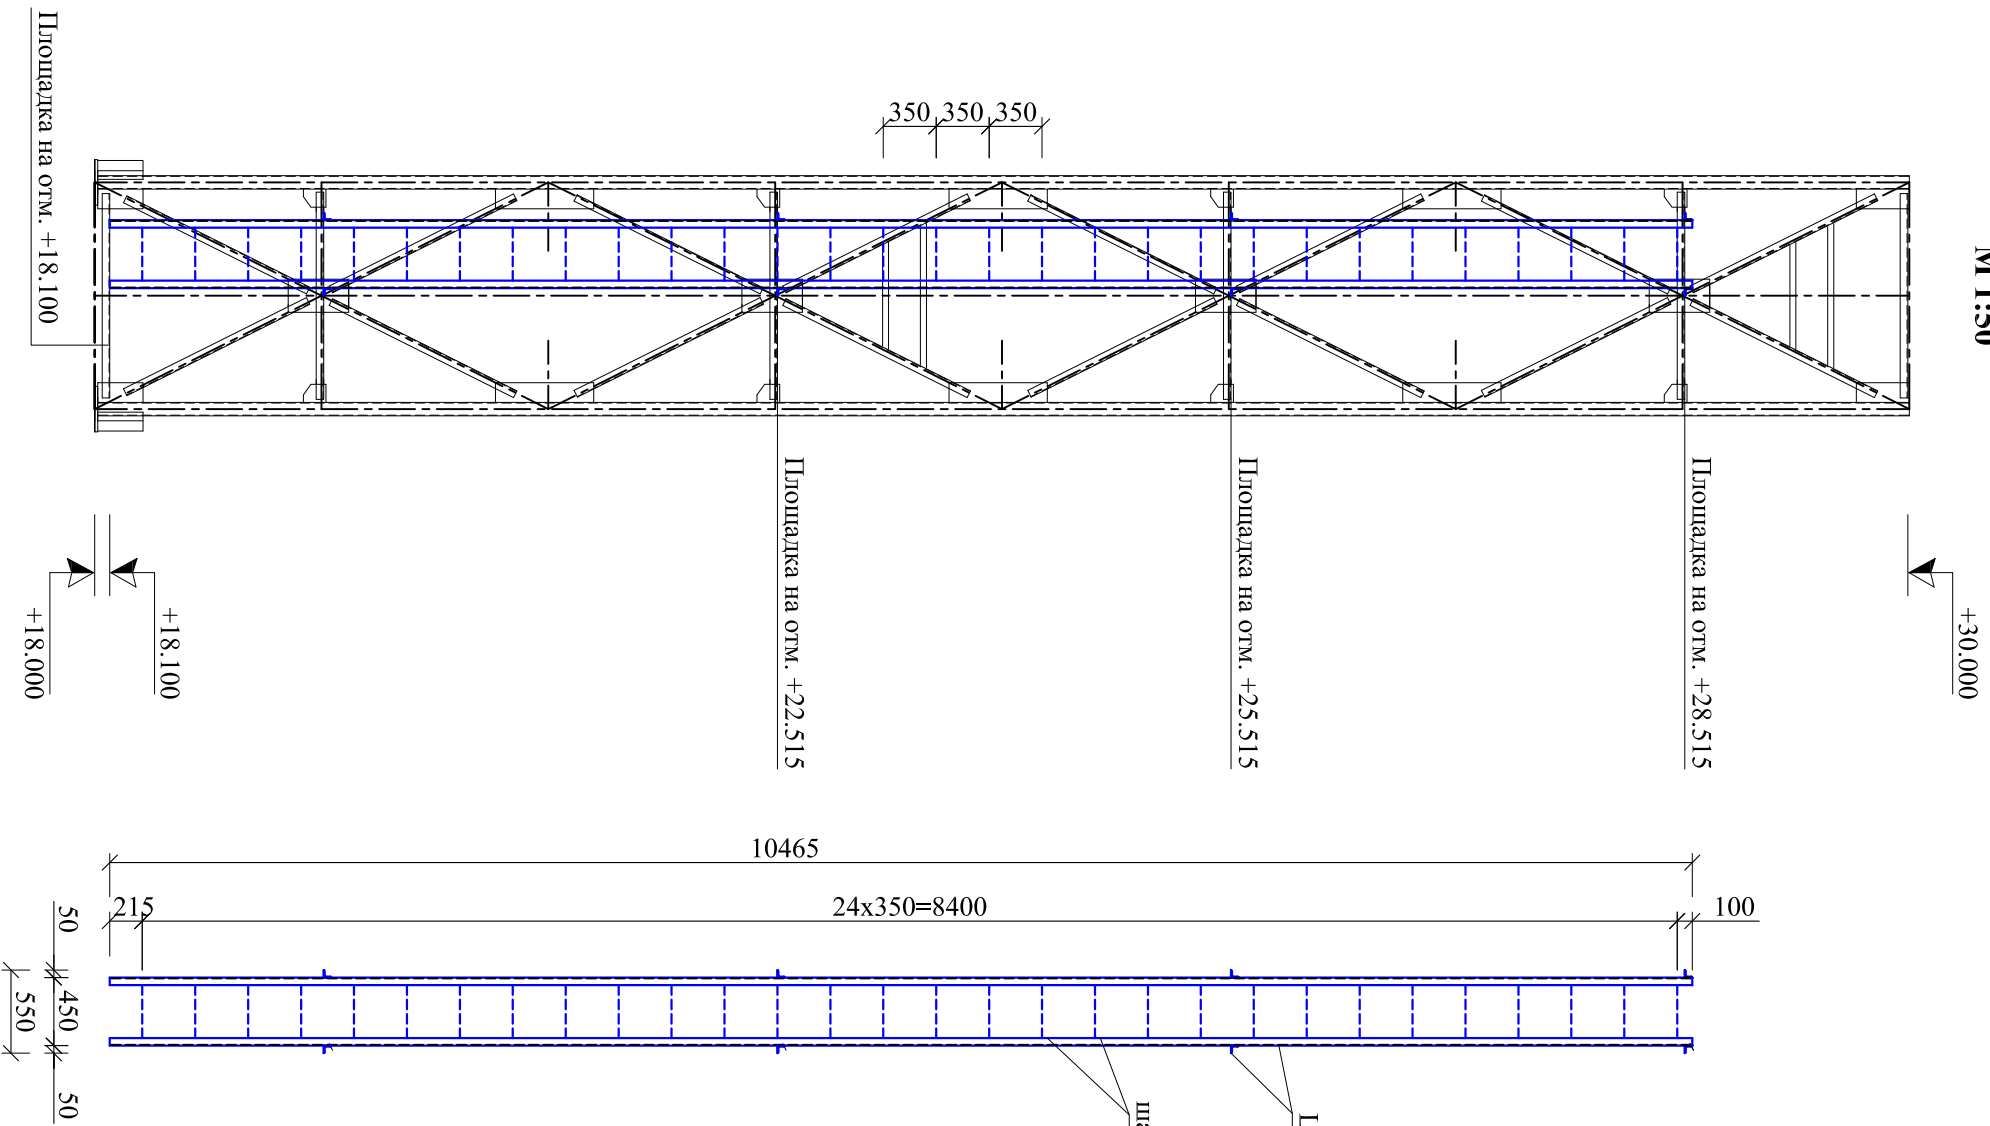 М 1:50
350 350 350
Площадка на отм. +18.100
Площадка на отм. +22.515
Площадка на отм. +25.515
Площадка на отм. +28.515
+18.000
+18.100
+30.000
10465
215
24x350=8400
100
50
450
550
50